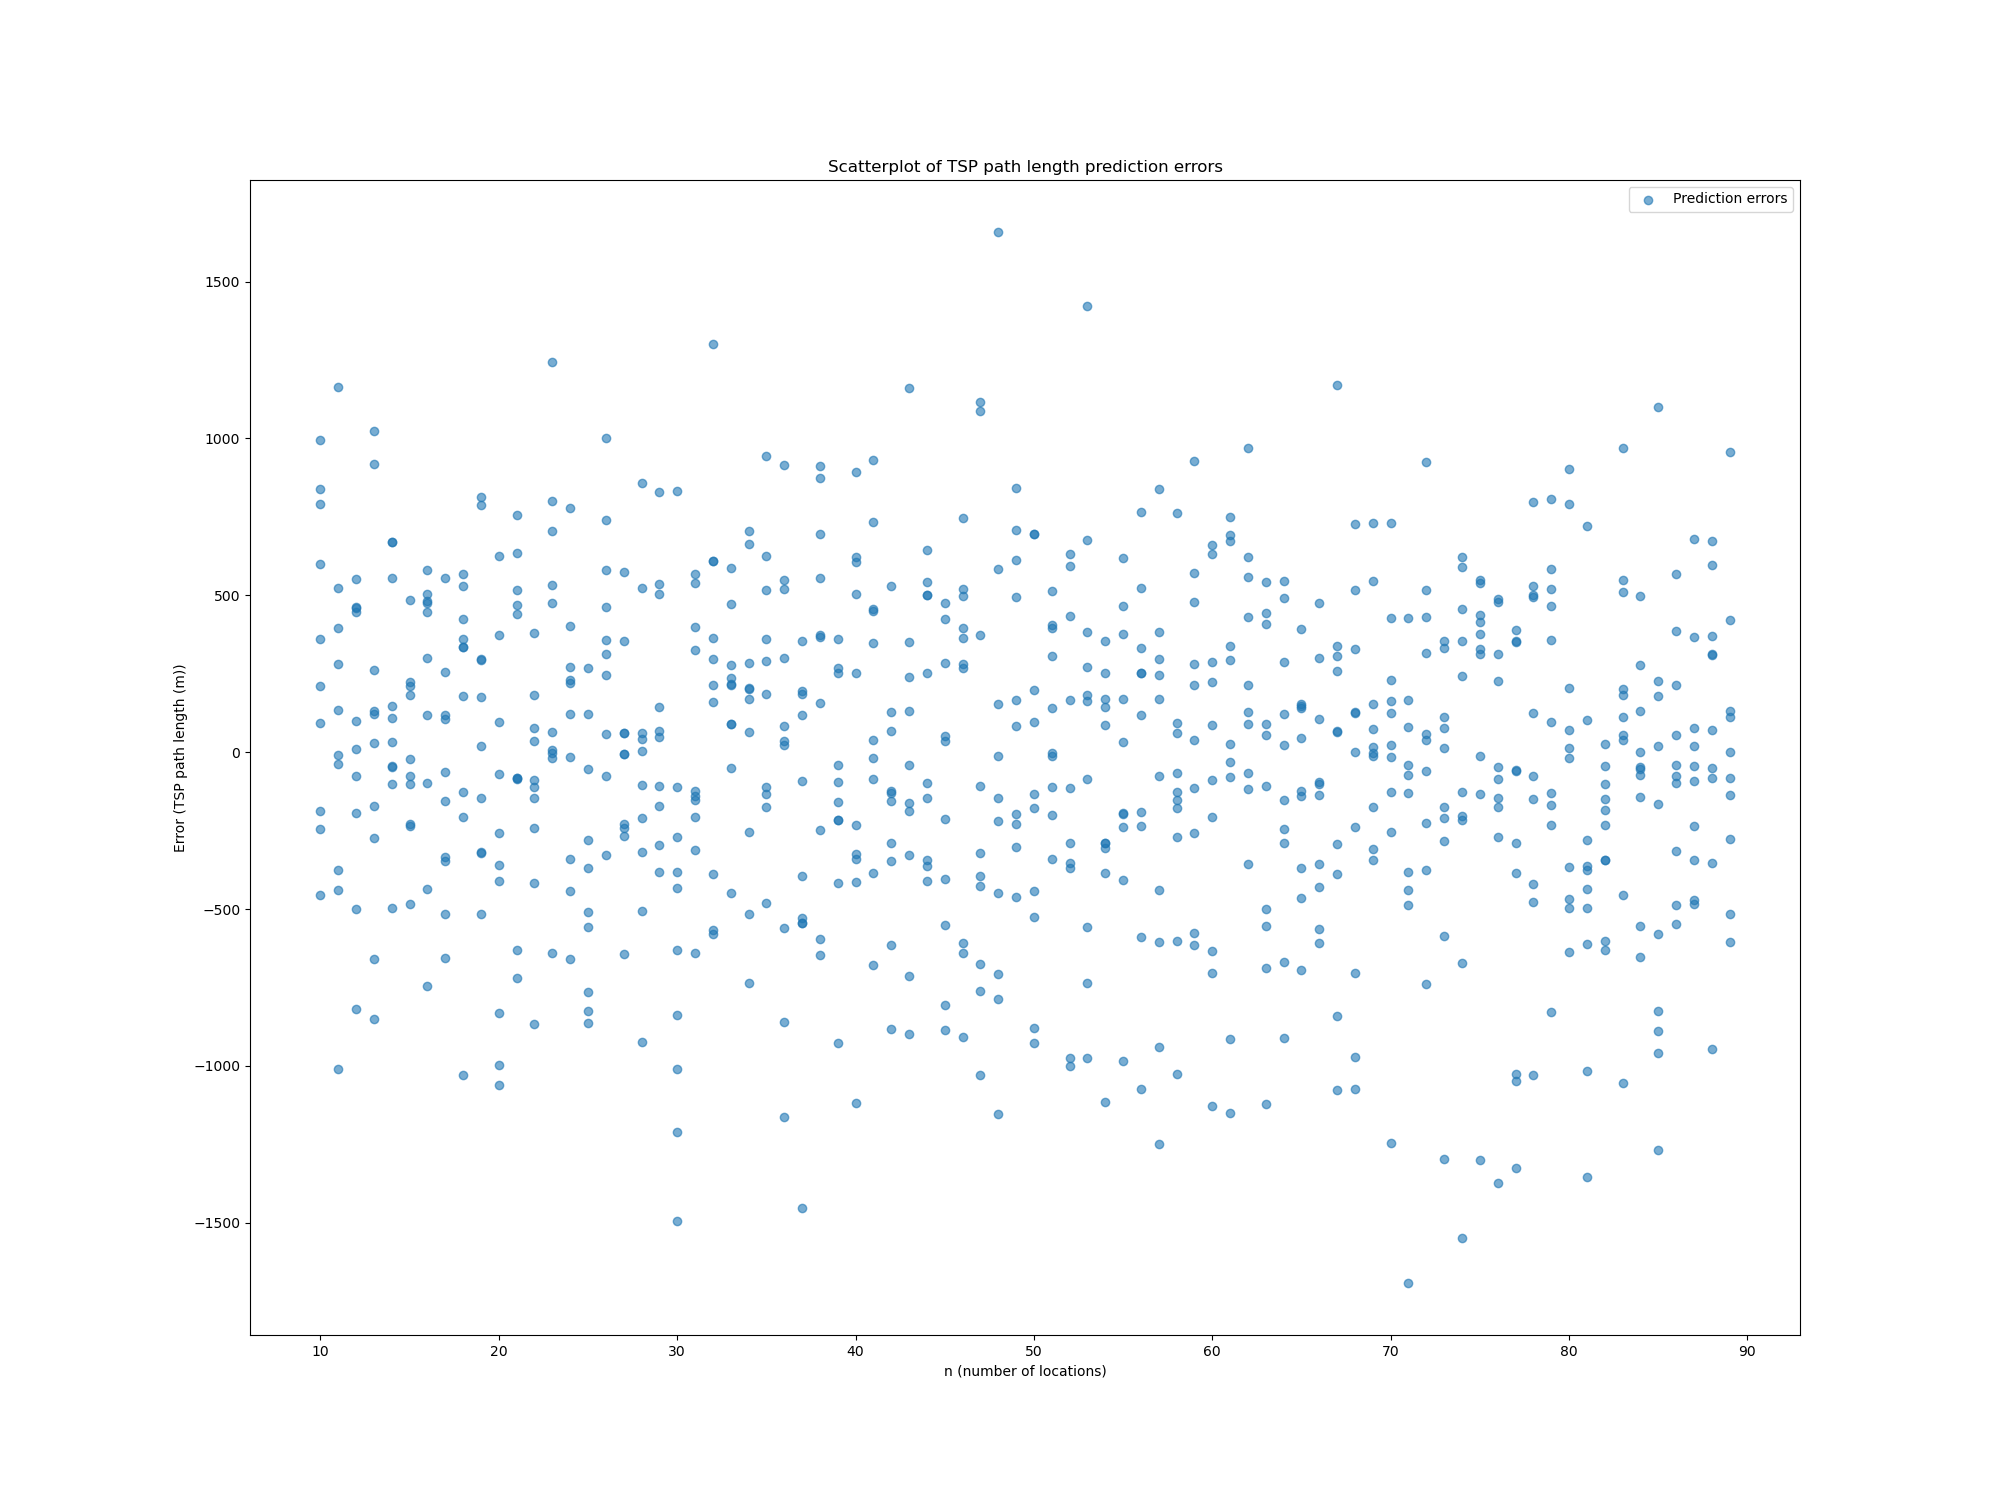 Scatterplot of TSP path length prediction errors
Prediction errors
1500
1000
500
0
−500
−1000
−1500
Error (TSP path length (m))
10 20 30 40 50 60 70 80 90
n (number of locations)